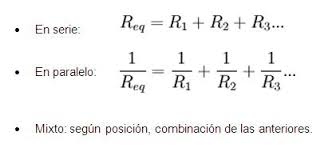 • En serie: R_eq = R_1 + R_2 + R_3...
• En paralelo: 1/R_eq = 1/R_1 + 1/R_2 + 1/R_3 ...
• Mixto: según posición, combinación de las anteriores.